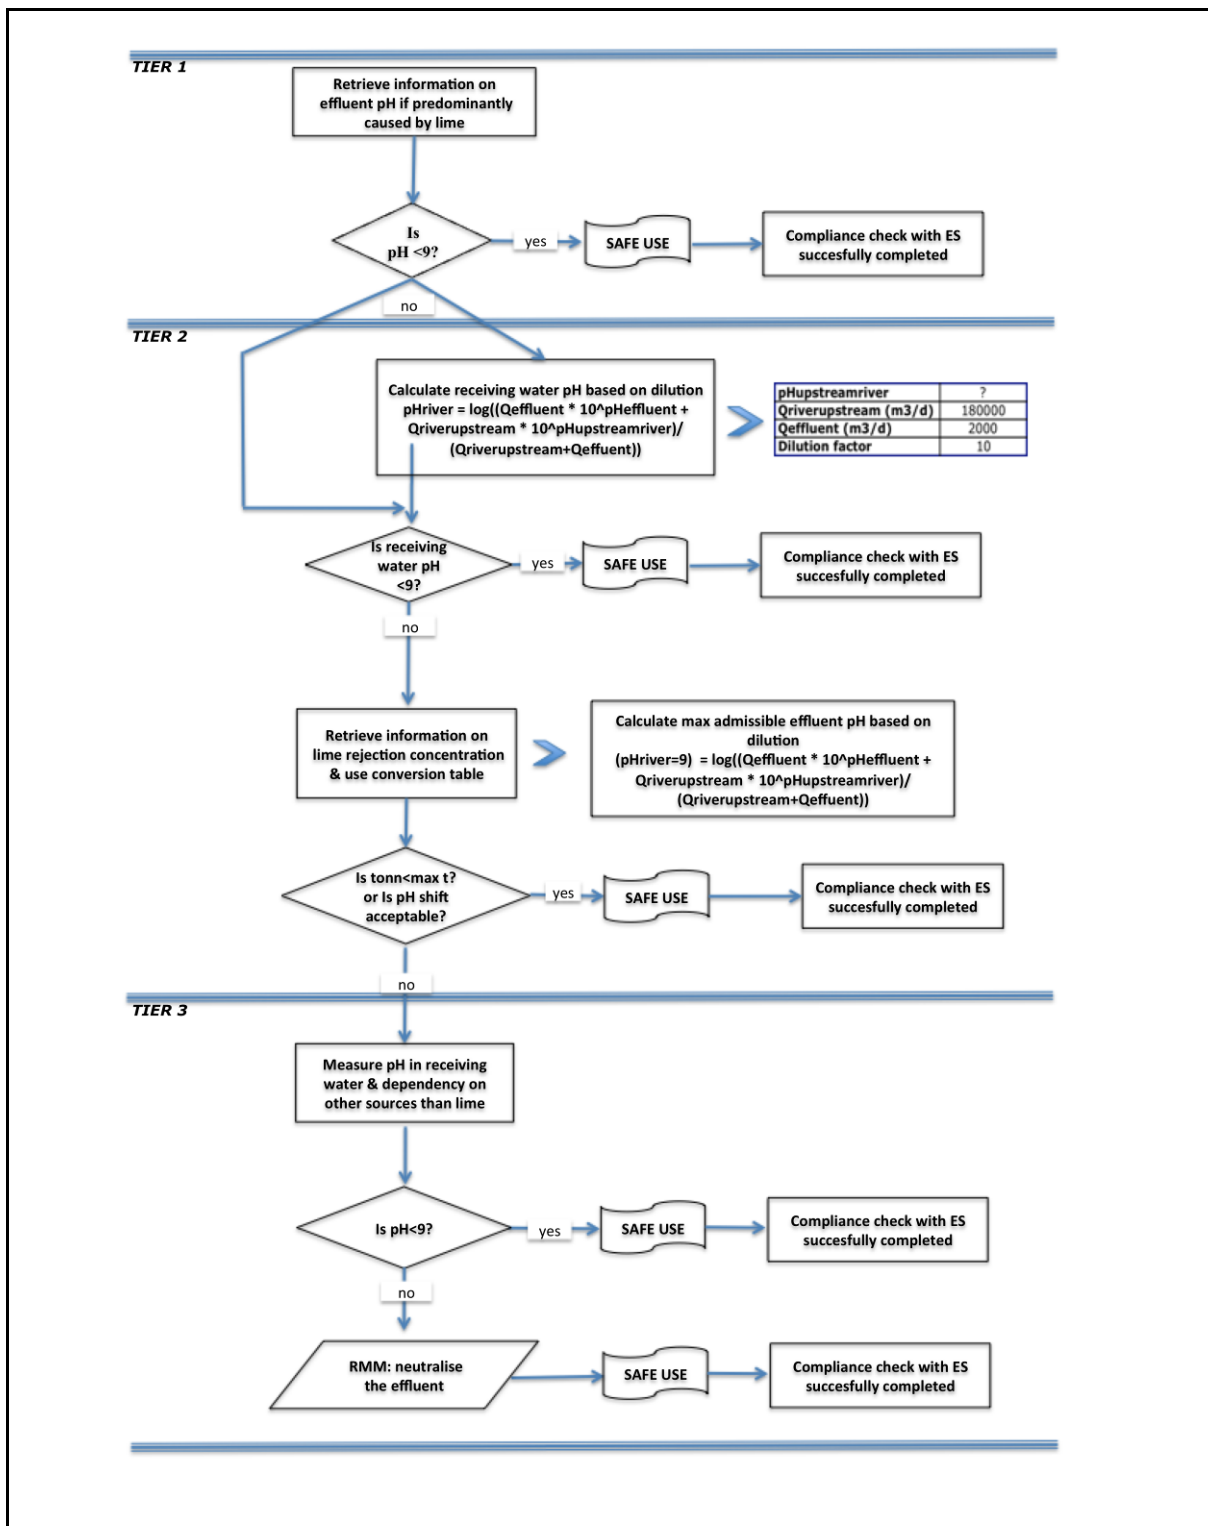 TIER 1
Retrieve information on
effluent pH if predominantly
caused by lime
Is
pH <9?
yes
SAFE USE
Compliance check with ES
succesfully completed
no
TIER 2
Calculate receiving water pH based on dilution
pHriver = log((Qeffluent * 10^pHeffluent +
Qriverupstream * 10^pHupstreamriver)/
(Qriverupstream+Qeffuent))
pHupstreamriver ?
Qriverupstream (m3/d) 180000
Qeffluent (m3/d) 2000
Dilution factor 10
Is receiving
water pH
<9?
yes
SAFE USE
Compliance check with ES
succesfully completed
no
Retrieve information on
lime rejection concentration
& use conversion table
Calculate max admissible effluent pH based on
dilution
(pHriver=9) = log((Qeffluent * 10^pHeffluent +
Qriverupstream * 10^pHupstreamriver)/
(Qriverupstream+Qeffuent))
Is tonn<max t?
or Is pH shift
acceptable?
yes
SAFE USE
Compliance check with ES
succesfully completed
no
TIER 3
Measure pH in receiving
water & dependency on
other sources than lime
Is pH<9?
yes
SAFE USE
Compliance check with ES
succesfully completed
no
RMM: neutralise
the effluent
SAFE USE
Compliance check with ES
succesfully completed